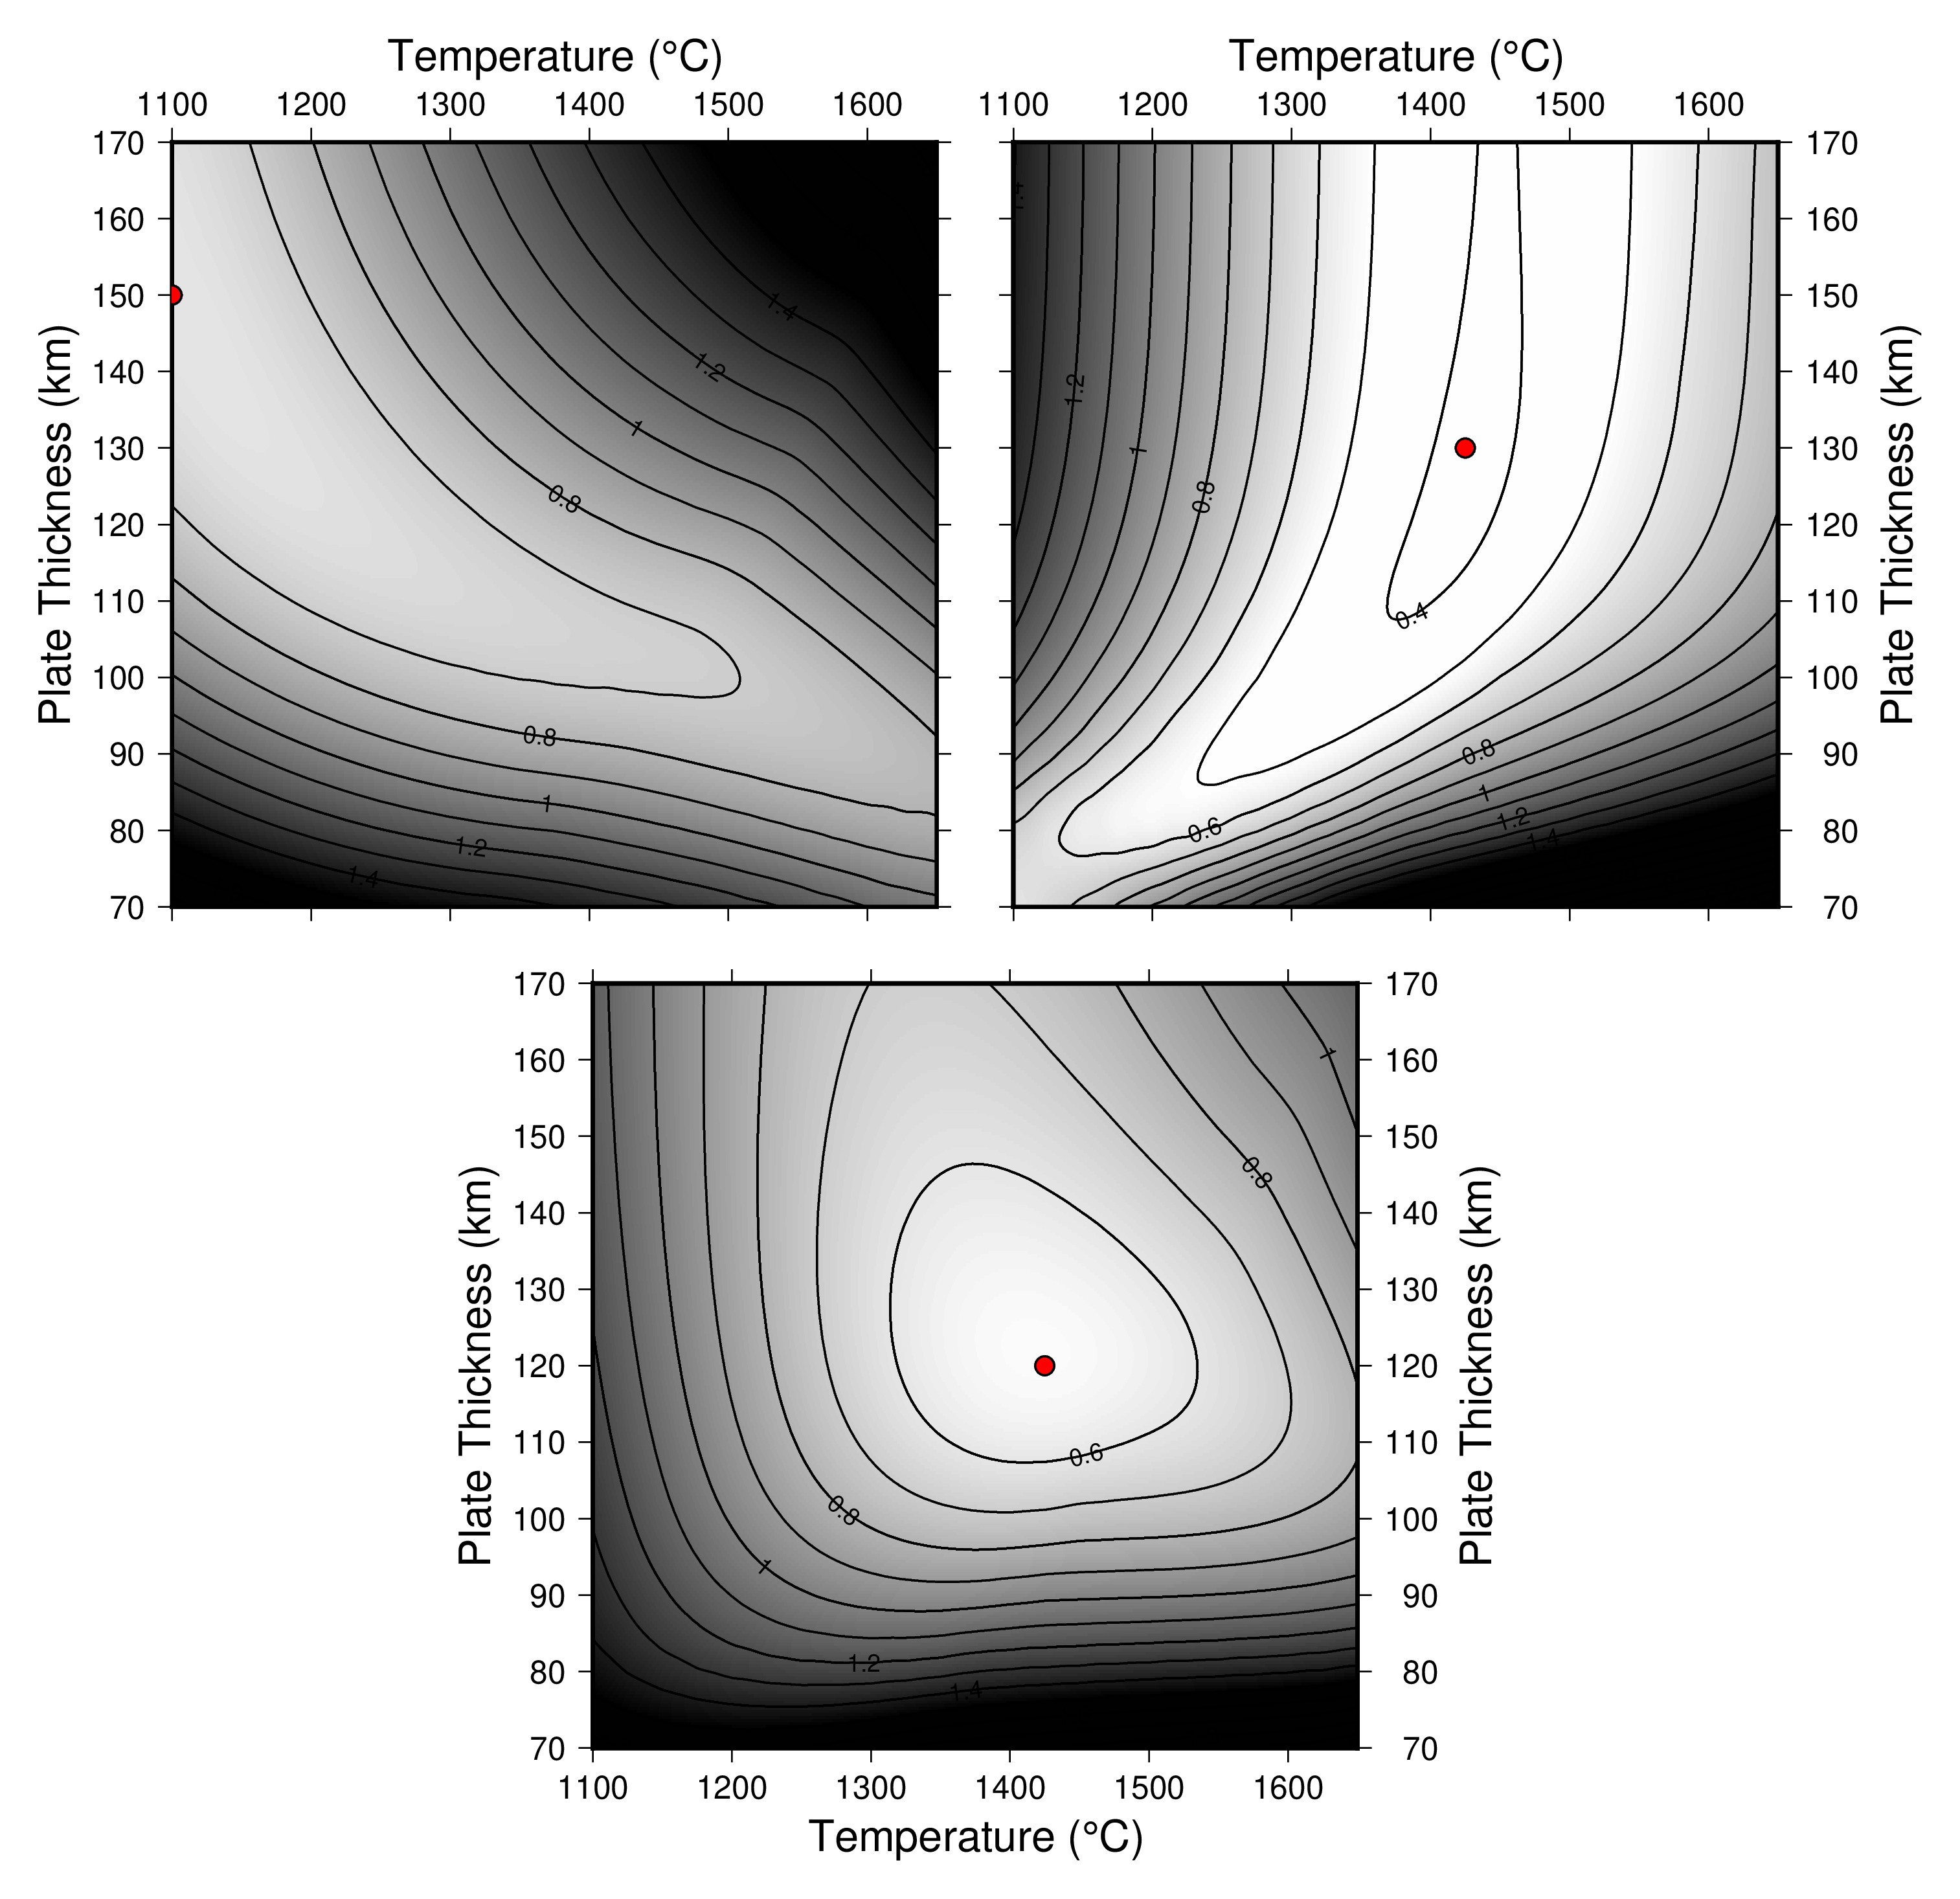 Temperature (°C) Temperature (°C)
1100 1200 1300 1400 1500 1600 1100 1200 1300 1400 1500 1600
170 170
160 1.4 160
150 1.4 150
140 1.2 1.2 140
130 1 1 130
120 0.8 0.8 120
110 0.4 110
100 100
90 0.8 0.8 90
80 1 1.2 0.6 1 1.2 1.4 80
70 1.4 70
Plate Thickness (km) Plate Thickness (km)
170 170
160 1 160
150 150
140 0.8 140
130 130
120 120
110 0.6 110
100 0.8 100
90 1 90
80 1.2 1.4 80
70 70
Plate Thickness (km) Plate Thickness (km)
1100 1200 1300 1400 1500 1600
Temperature (°C)